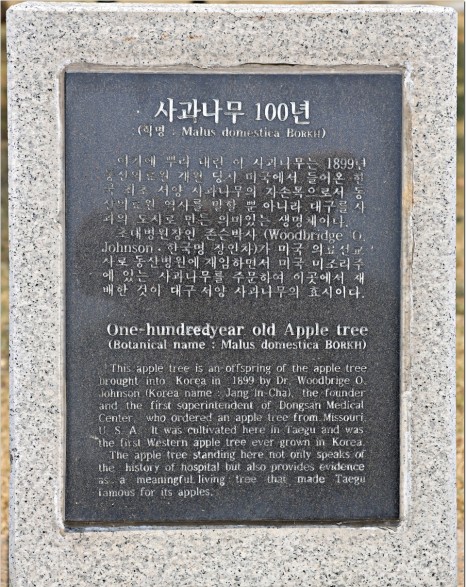 사과나무 100년
(학명 : Malus domestica BORKH)
여기에 뿌리 내린 이 사과나무는 1899년
동산의료원 개원 당시 미국에서 들어온 한
국 최초 서양 사과나무의 자손목으로서 동
산의료원 역사를 말할 뿐 아니라 대구를 사
과의 도시로 만든 의미있는 생명체이다.
초대병원장인 존슨박사 (Woodbridge O.
Johnson, 한국명 장인차)가 미국 의료선교
사로 동산병원에 재임하면서 미국 미조리주
에 있는 사과나무를 주문하여 이곳에서 재
배한 것이 대구 서양 사과나무의 효시이다.
One-hundredyear old Apple tree
(Botanical name : Malus domestica BORKH)
This apple tree is an offspring of the apple tree
brought into Korea in 1899 by Dr. Woodbrige O.
Johnson (Korea name : Jang In-Cha), the founder
and the first superintendent of Dongsan Medical
Center, who ordered an apple tree from Missouri
U. S. A. It was cultivated here in Taegu and was
the first Western apple tree ever grown in Korea.
The apple tree standing here not only speaks of
the history of hospital but also provides evidence
as a meaningful living tree that made Taegu
famous for its apples.